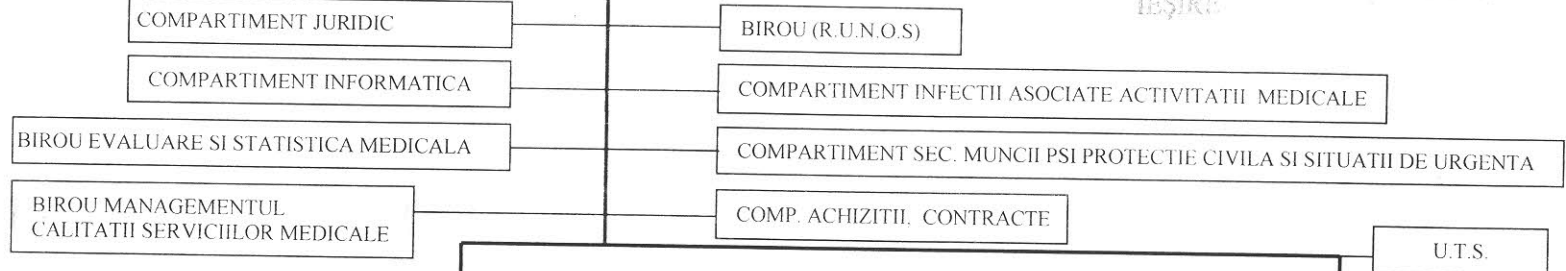 IEȘIRE
COMPARTIMENT JURIDIC
BIROU (R.U.N.O.S)
COMPARTIMENT INFORMATICA
COMPARTIMENT INFECTII ASOCIATE ACTIVITATII MEDICALE
BIROU EVALUARE SI STATISTICA MEDICALA
COMPARTIMENT SEC. MUNCII PSI PROTECTIE CIVILA SI SITUATII DE URGENTA
BIROU MANAGEMENTUL
CALITATII SERVICIILOR MEDICALE
COMP. ACHIZITII, CONTRACTE
U.T.S.